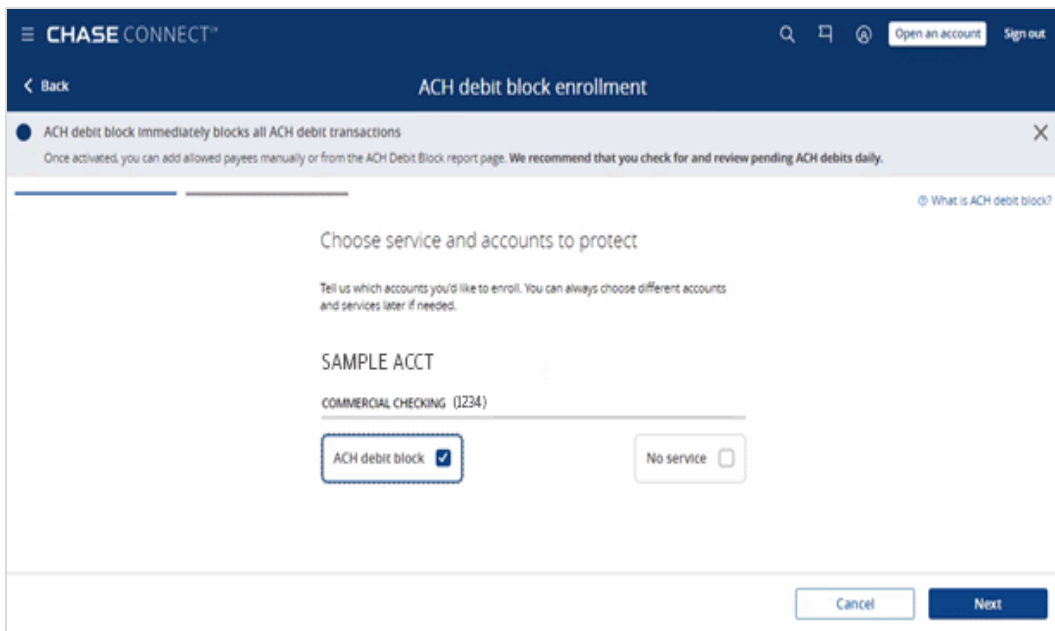 CHASE CONNECT℠
Open an account
Sign out
Back
ACH debit block enrollment
ACH debit block immediately blocks all ACH debit transactions
Once activated, you can add allowed payees manually or from the ACH Debit Block report page. We recommend that you check for and review pending ACH debits daily.
What is ACH debit block?
Choose service and accounts to protect
Tell us which accounts you'd like to enroll. You can always choose different accounts
and services later if needed.
SAMPLE ACCT
COMMERCIAL CHECKING (1234)
ACH debit block
No service
Cancel
Next